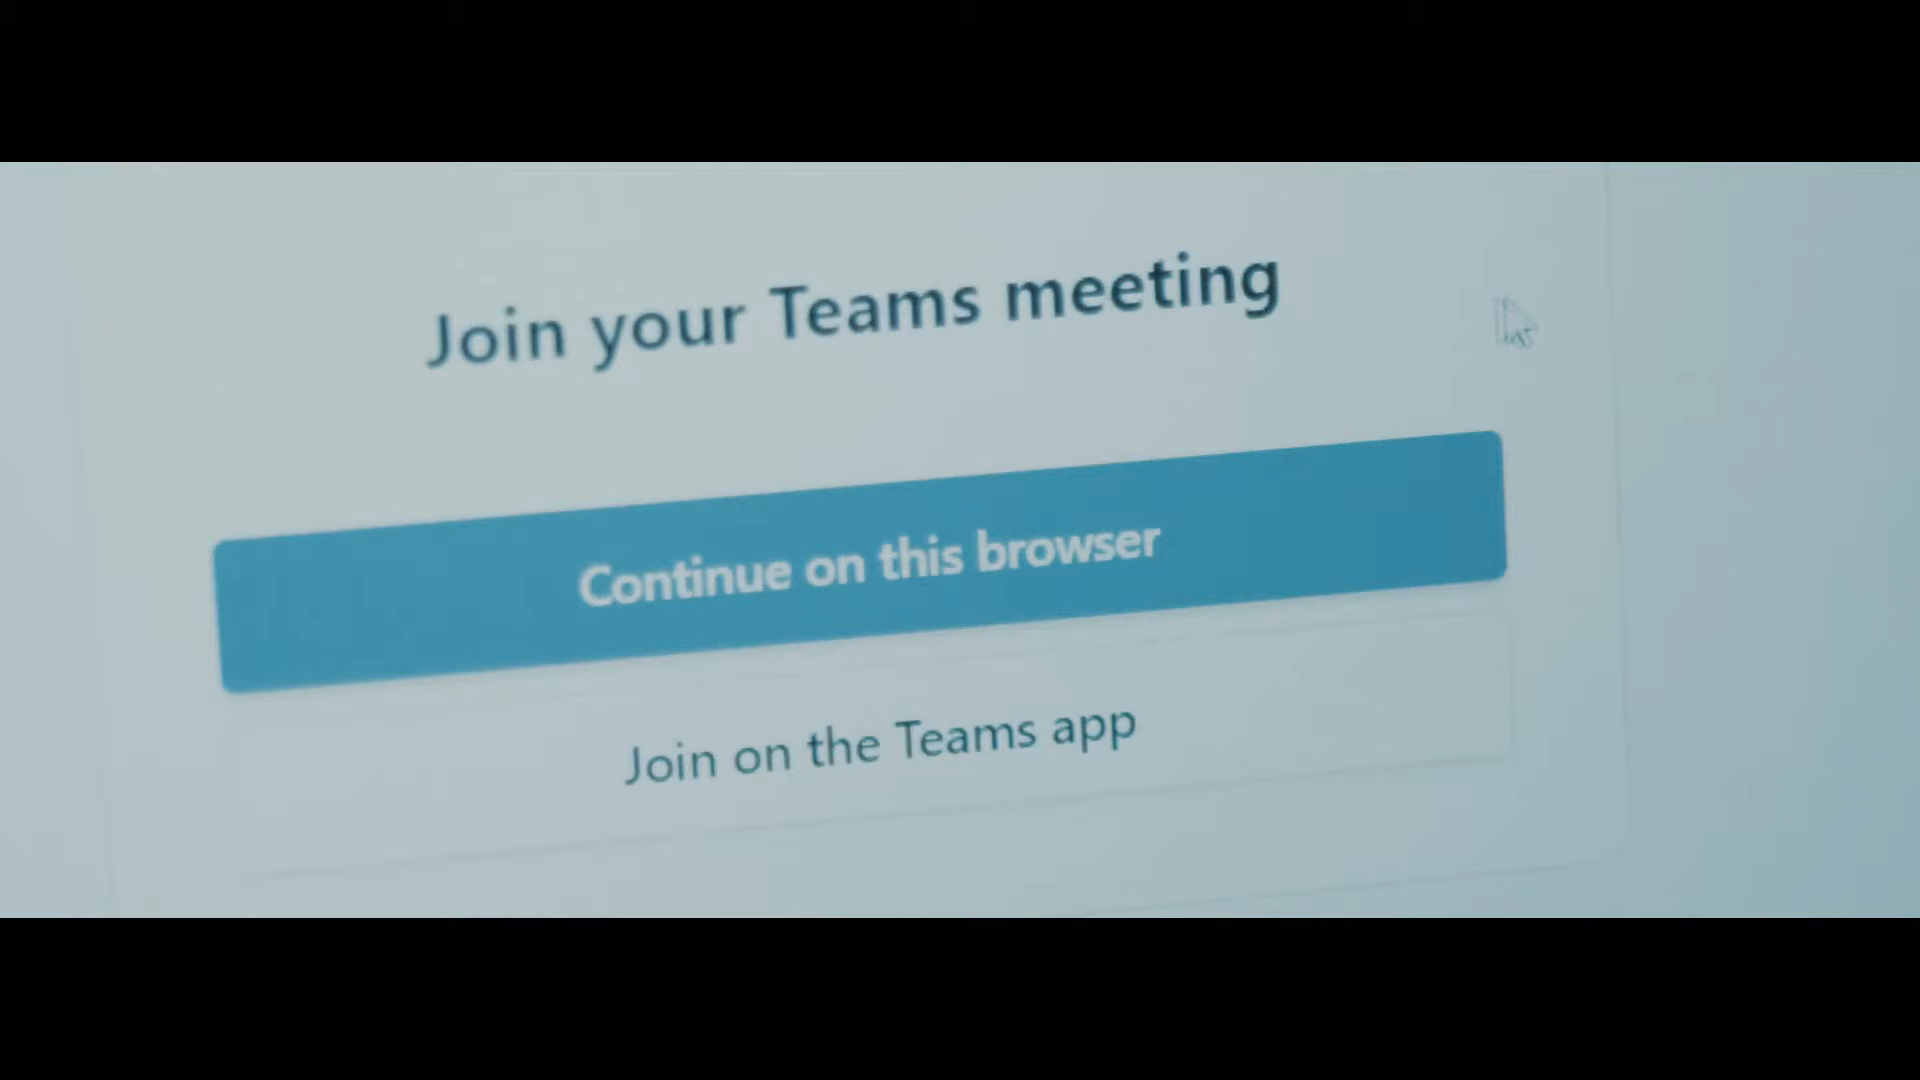 Join your Teams meeting
Continue on this browser
Join on the Teams app